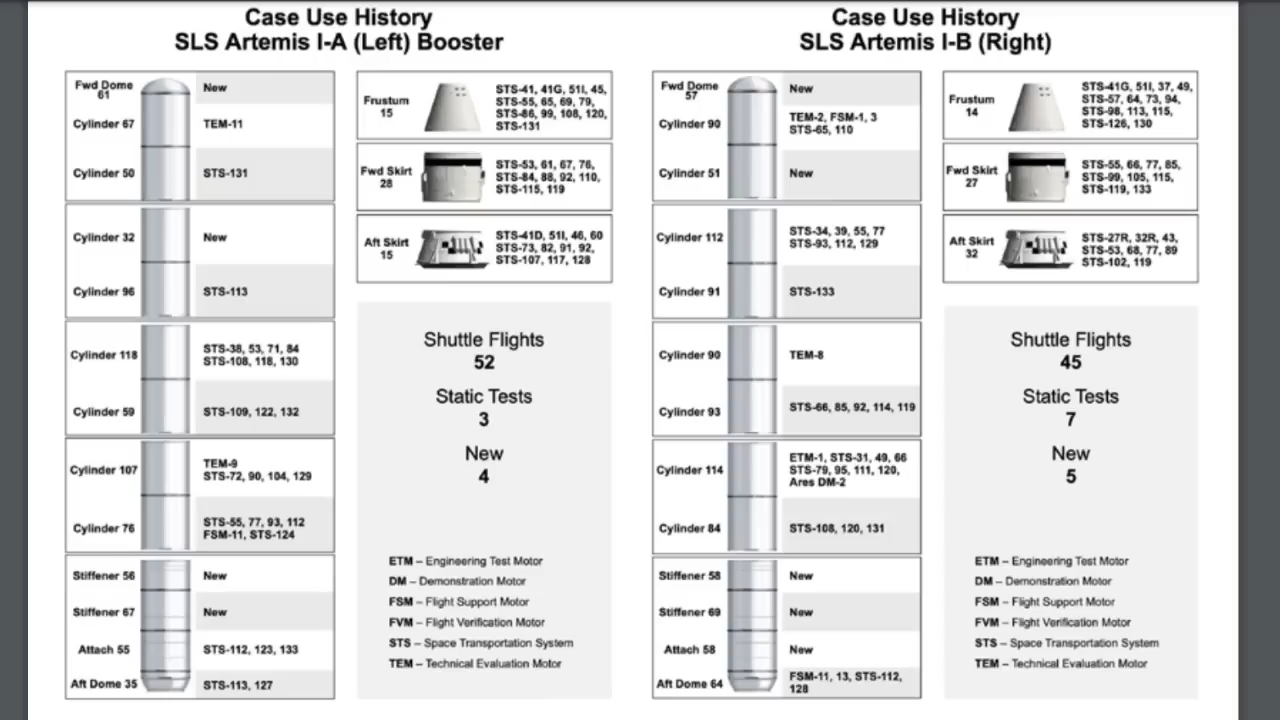 Case Use History
SLS Artemis I-A (Left) Booster
Fwd Dome
61
New
Cylinder 67
TEM-11
Cylinder 50
STS-131
Cylinder 32
New
Cylinder 96
STS-113
Cylinder 118
STS-38, 53, 71, 84
STS-108, 118, 130
Cylinder 59
STS-109, 122, 132
Cylinder 107
TEM-9
STS-72, 90, 104, 129
Cylinder 76
STS-55, 77, 93, 112
FSM-11, STS-124
Stiffener 56
New
Stiffener 67
New
Attach 55
STS-112, 123, 133
Aft Dome 35
STS-113, 127
Frustum
15
STS-41, 41G, 51I, 45,
STS-55, 65, 69, 79,
STS-86, 99, 108, 120,
STS-131
Fwd Skirt
28
STS-53, 61, 67, 76,
STS-84, 88, 92, 110,
STS-115, 119
Aft Skirt
15
STS-41D, 51I, 46, 60
STS-73, 82, 91, 92,
STS-107, 117, 128
Shuttle Flights
52
Static Tests
3
New
4
ETM – Engineering Test Motor
DM – Demonstration Motor
FSM – Flight Support Motor
FVM – Flight Verification Motor
STS – Space Transportation System
TEM – Technical Evaluation Motor
Case Use History
SLS Artemis I-B (Right)
Fwd Dome
57
New
Cylinder 90
TEM-2, FSM-1, 3
STS-65, 110
Cylinder 51
New
Cylinder 112
STS-34, 39, 55, 77
STS-93, 112, 129
Cylinder 91
STS-133
Cylinder 90
TEM-8
Cylinder 93
STS-66, 85, 92, 114, 119
Cylinder 114
ETM-1, STS-31, 49, 66
STS-79, 95, 111, 120,
Ares DM-2
Cylinder 84
STS-108, 120, 131
Stiffener 58
New
Stiffener 69
New
Attach 58
New
Aft Dome 64
FSM-11, 13, STS-112,
128
Frustum
14
STS-41G, 51I, 37, 49,
STS-57, 64, 73, 94,
STS-98, 113, 115,
STS-126, 130
Fwd Skirt
27
STS-55, 66, 77, 85,
STS-99, 105, 115,
STS-119, 133
Aft Skirt
32
STS-27R, 32R, 43,
STS-53, 68, 77, 89
STS-102, 119
Shuttle Flights
45
Static Tests
7
New
5
ETM – Engineering Test Motor
DM – Demonstration Motor
FSM – Flight Support Motor
FVM – Flight Verification Motor
STS – Space Transportation System
TEM – Technical Evaluation Motor